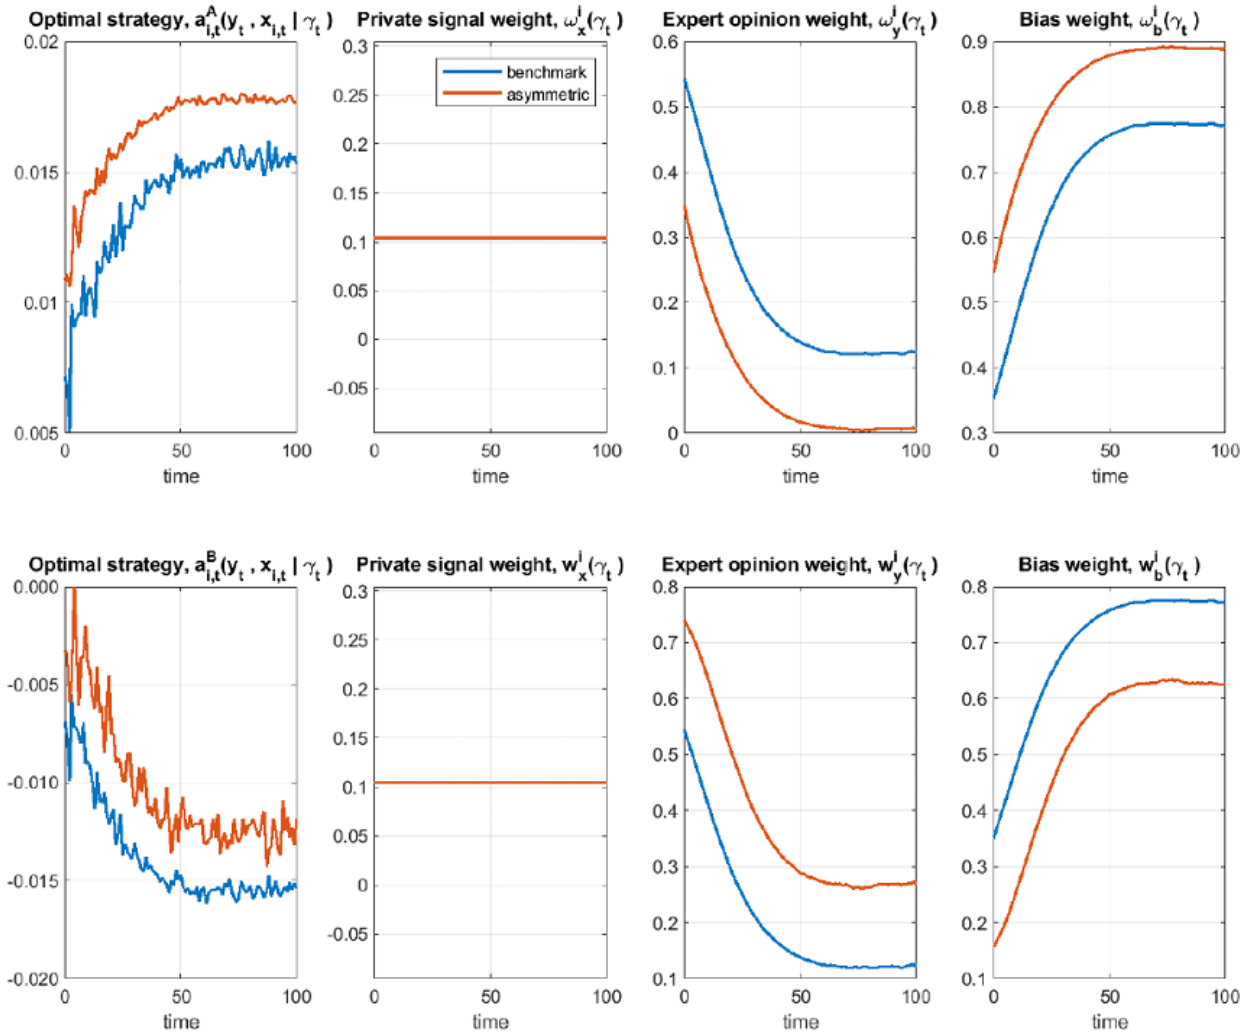 Optimal strategy, a^A_{i,t}(y_t , x_{i,t} | γ_t)
0.02
0.015
0.01
0.005
0 50 100
time
Private signal weight, ω^i_x(γ_t)
benchmark
asymmetric
0.3
0.25
0.2
0.15
0.1
0.05
0
-0.05
0 50 100
time
Expert opinion weight, ω^i_y(γ_t)
0.6
0.5
0.4
0.3
0.2
0.1
0
0 50 100
time
Bias weight, ω^i_b(γ_t)
0.9
0.8
0.7
0.6
0.5
0.4
0.3
0 50 100
time
Optimal strategy, a^B_{i,t}(y_t , x_{i,t} | γ_t)
0.000
-0.005
-0.010
-0.015
-0.020
0 50 100
time
Private signal weight, w^i_x(γ_t)
0.3
0.25
0.2
0.15
0.1
0.05
0
-0.05
0 50 100
time
Expert opinion weight, w^i_y(γ_t)
0.8
0.7
0.6
0.5
0.4
0.3
0.2
0.1
0 50 100
time
Bias weight, w^i_b(γ_t)
0.8
0.7
0.6
0.5
0.4
0.3
0.2
0.1
0 50 100
time